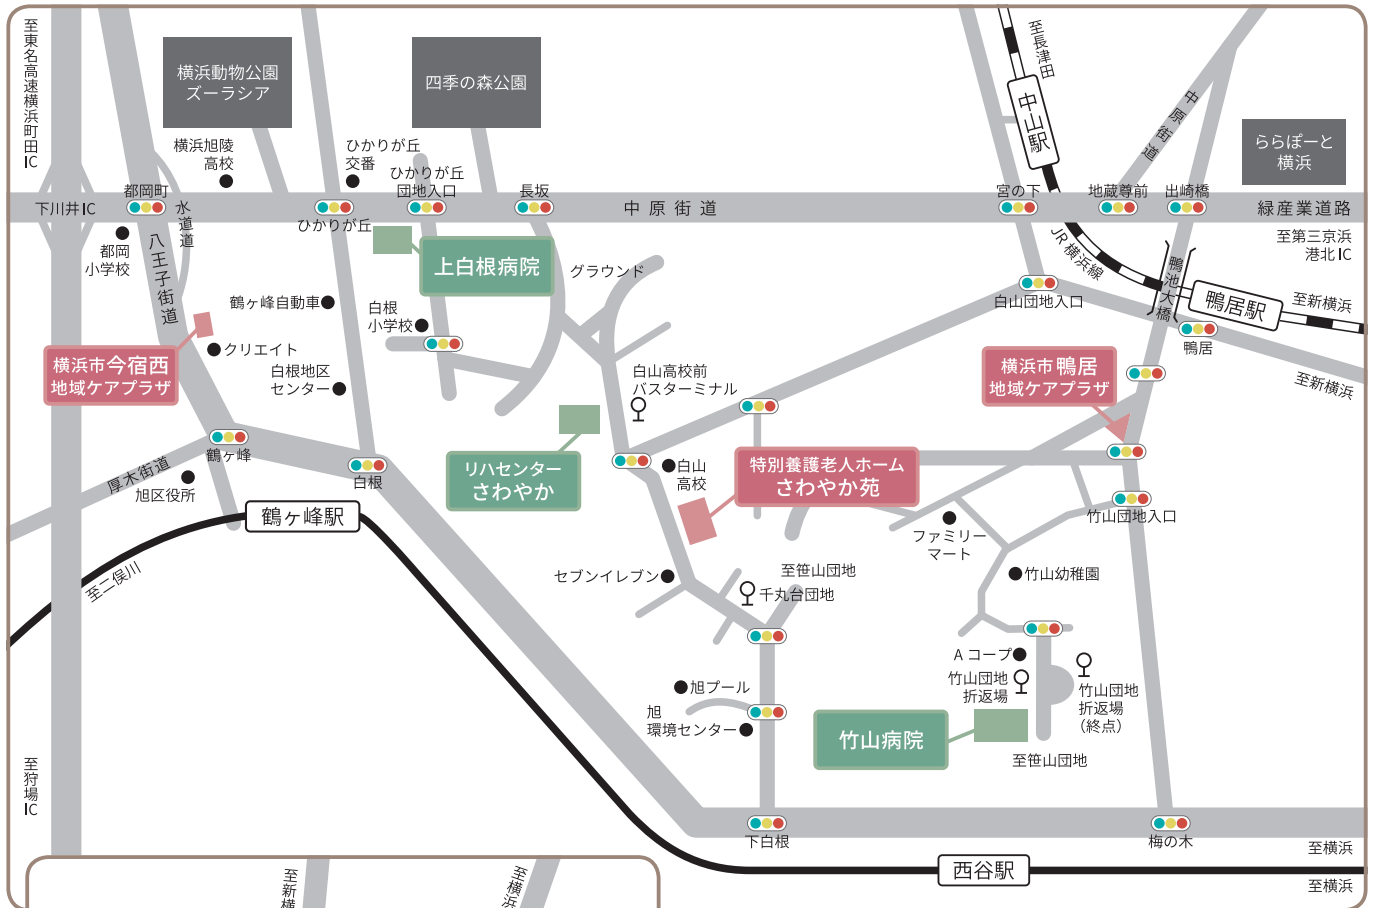 至東名高速横浜町田IC
横浜動物公園
ズーラシア
四季の森公園
至長津田
中山駅
中原街道
ららぽーと
横浜
横浜旭陵
高校
ひかりが丘
交番
ひかりが丘
団地入口
都岡町
長坂
宮の下
地蔵尊前
出崎橋
下川井IC
水道道
ひかりが丘
中原街道
緑産業道路
都岡
小学校
八王子街道
上白根病院
グラウンド
JR横浜線
至第三京浜
港北IC
鴨池大橋
鴨居駅
至新横浜
白山団地入口
鶴ヶ峰自動車
白根
小学校
鴨居
クリエイト
横浜市今宿西
地域ケアプラザ
白根地区
センター
白山高校前
バスターミナル
横浜市鴨居
地域ケアプラザ
至新横浜
鶴ヶ峰
厚木街道
旭区役所
白根
リハセンター
さわやか
白山
高校
特別養護老人ホーム
さわやか苑
竹山団地入口
鶴ヶ峰駅
ファミリー
マート
至二俣川
セブンイレブン
至笹山団地
千丸台団地
竹山幼稚園
Aコープ
竹山団地
折返場
竹山団地
折返場
(終点)
旭プール
旭
環境センター
竹山病院
至笹山団地
至狩場IC
下白根
梅の木
至横浜
西谷駅
至横浜
至新横
至横浜